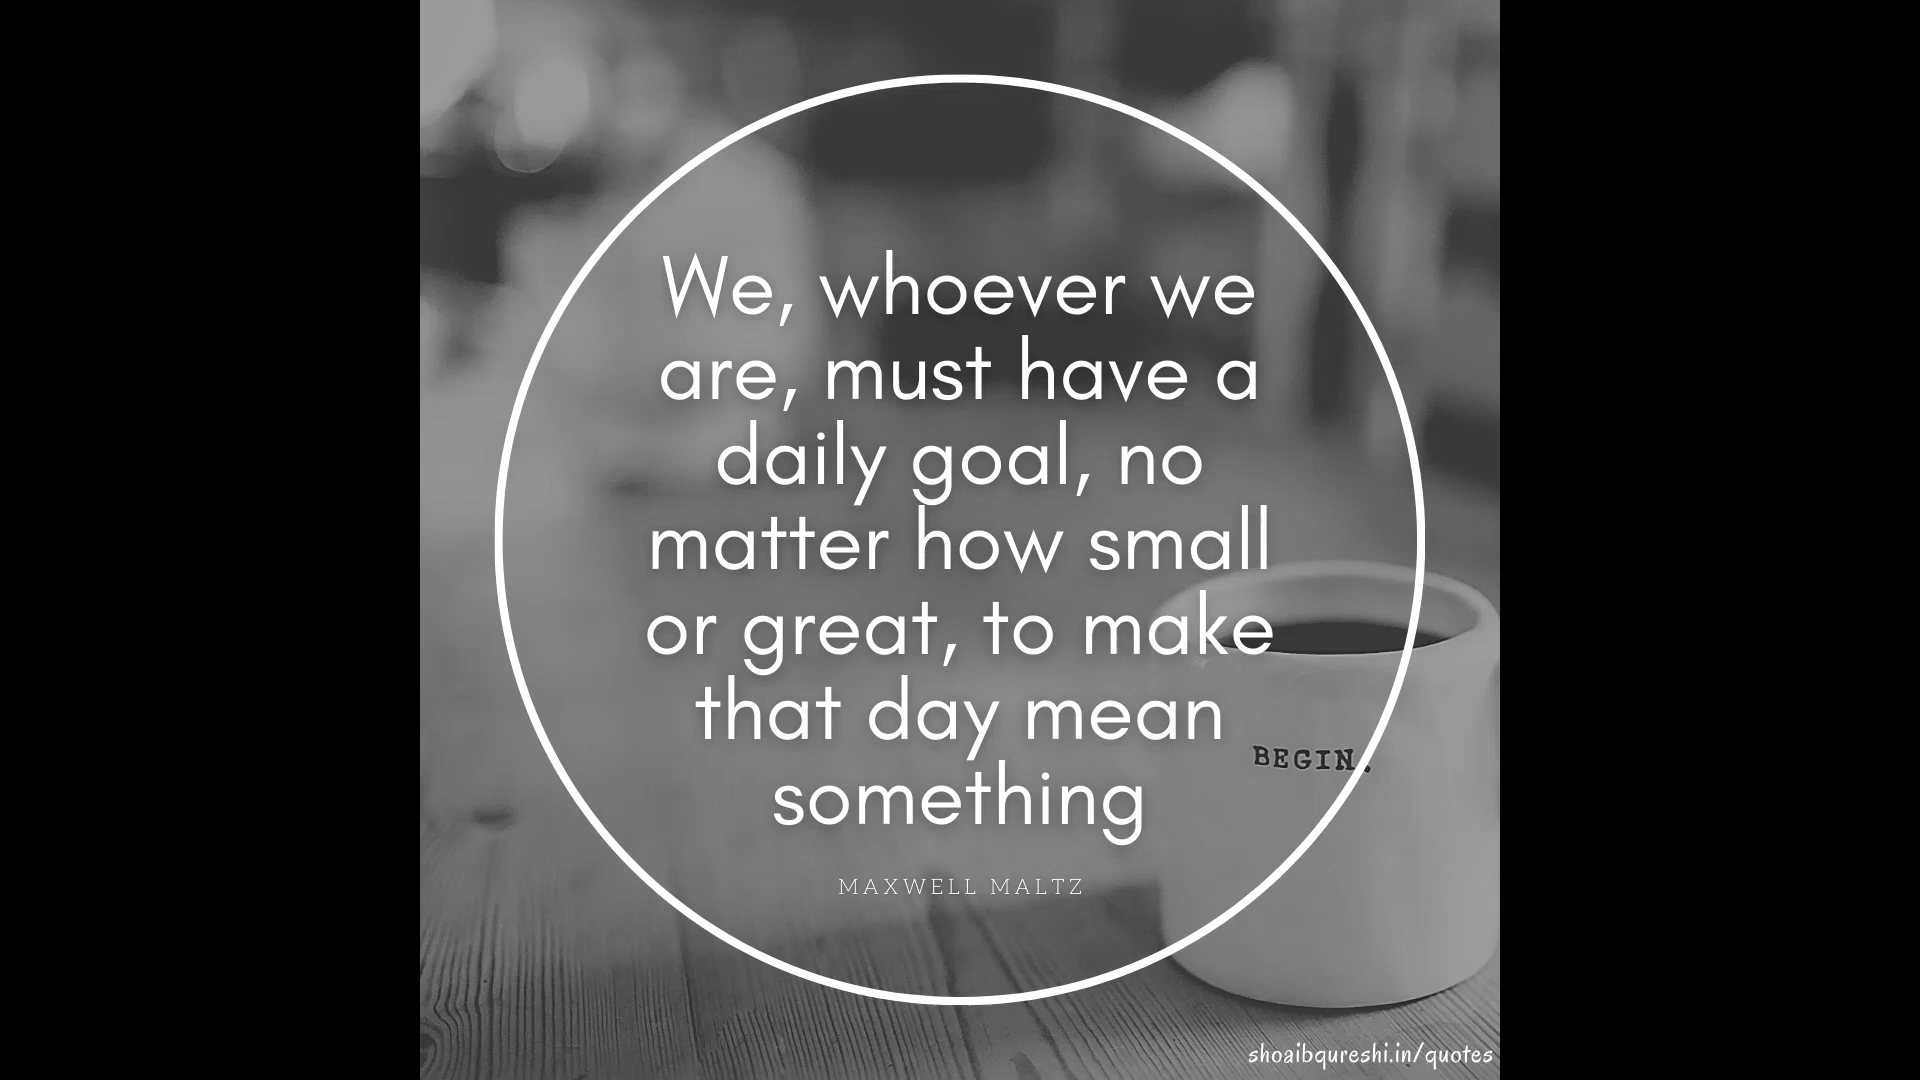 We, whoever we
are, must have a
daily goal, no
matter how small
or great, to make
that day mean
something
MAXWELL MALTZ
BEGIN.
shoaibqureshi.in/quotes